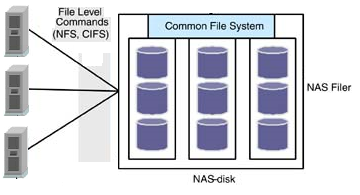 File Level
Commands
(NFS, CIFS)
Common File System
NAS Filer
NAS-disk